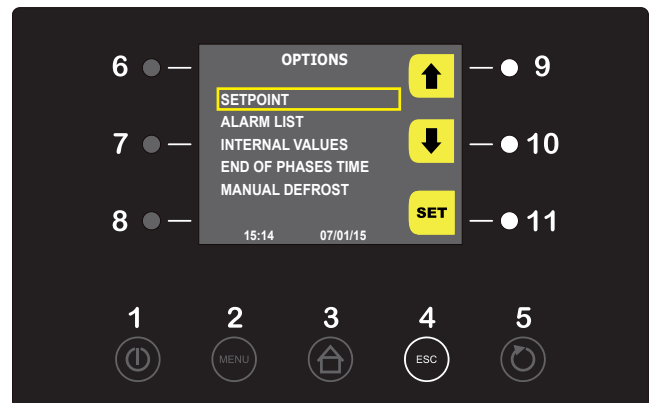 OPTIONS
6
9
SETPOINT
ALARM LIST
7
INTERNAL VALUES
10
END OF PHASES TIME
MANUAL DEFROST
8
SET
11
15:14 07/01/15
1 2 3 4 5
MENU ESC